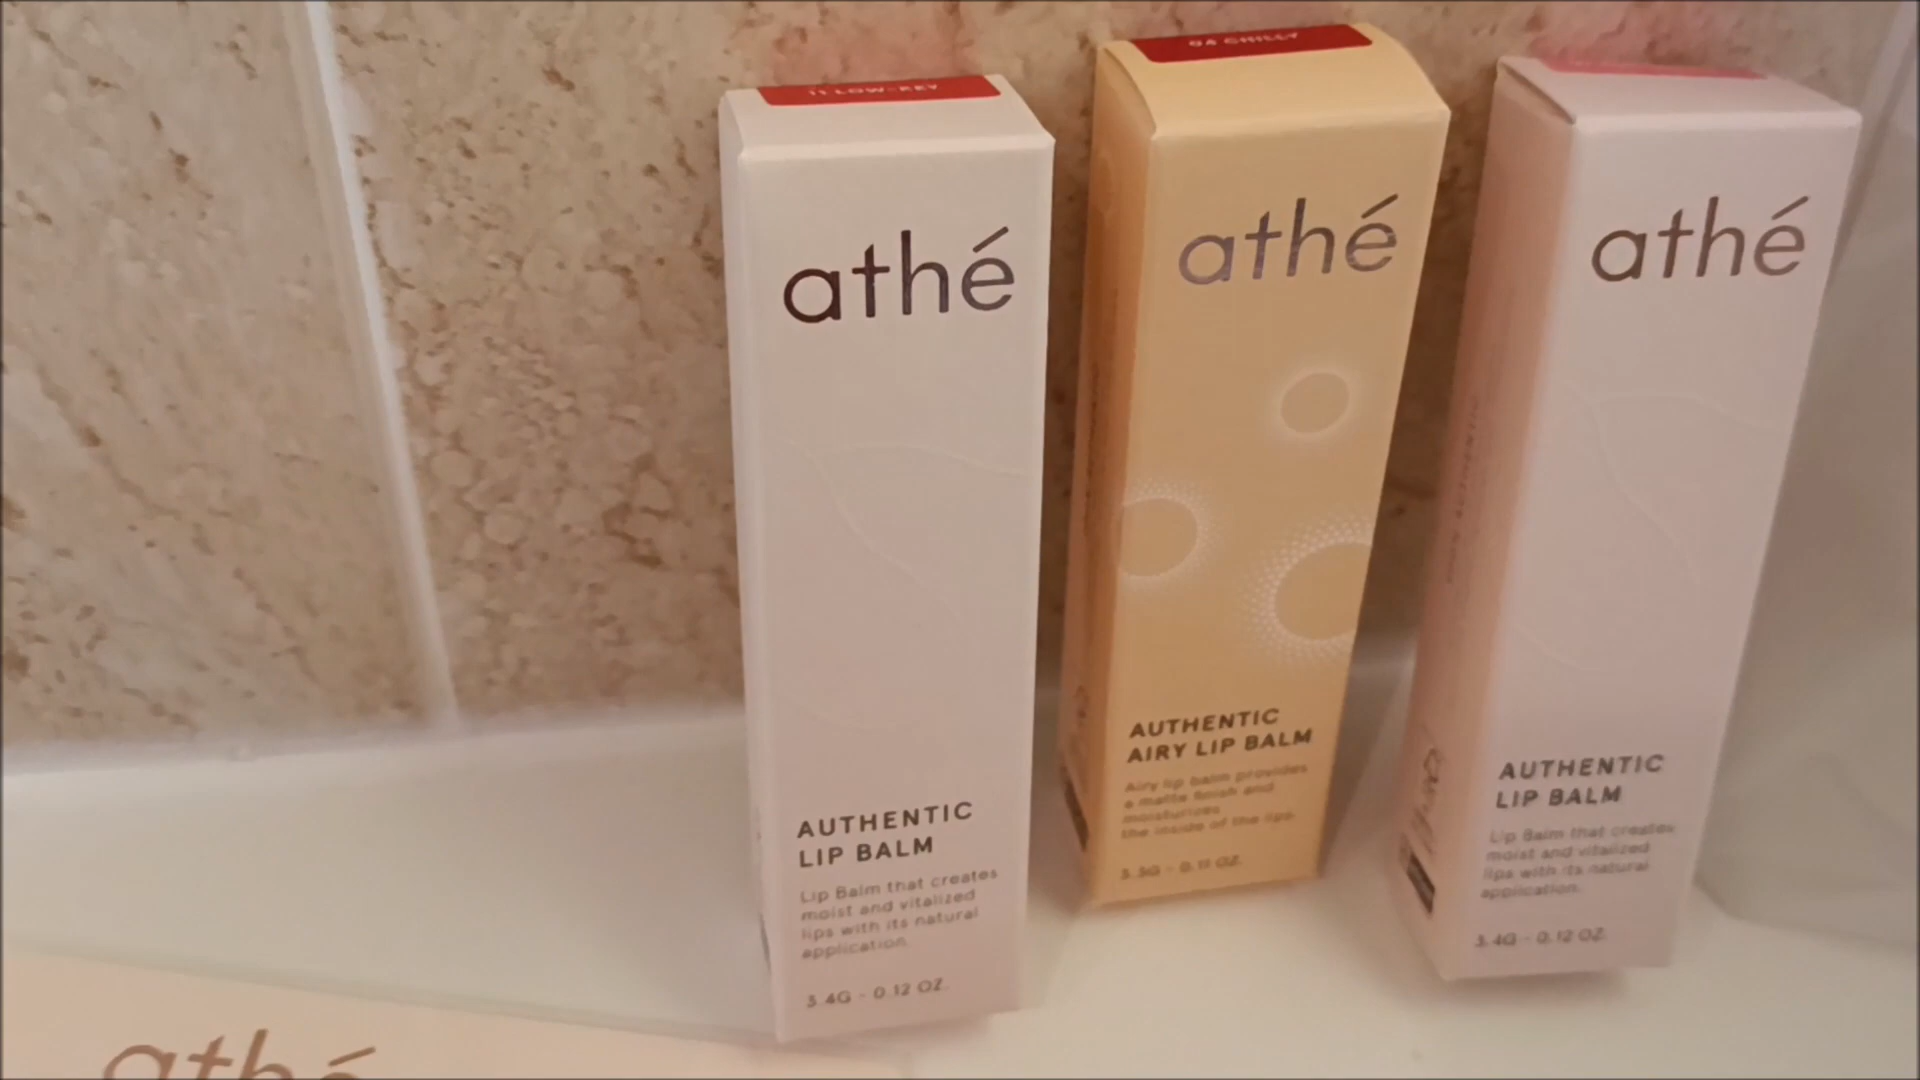 11 LOW-KEY
athé
AUTHENTIC
LIP BALM
Lip Balm that creates
moist and vitalized
lips with its natural
application.
3.4G - 0.12 OZ.
04 CHILLY
athé
AUTHENTIC
AIRY LIP BALM
Airy lip balm provides
a matte finish and
moisturizes
the inside of the lips.
3.3G - 0.11 OZ.
athé
AUTHENTIC
LIP BALM
Lip Balm that creates
moist and vitalized
lips with its natural
application.
3.4G - 0.12 OZ.
athé